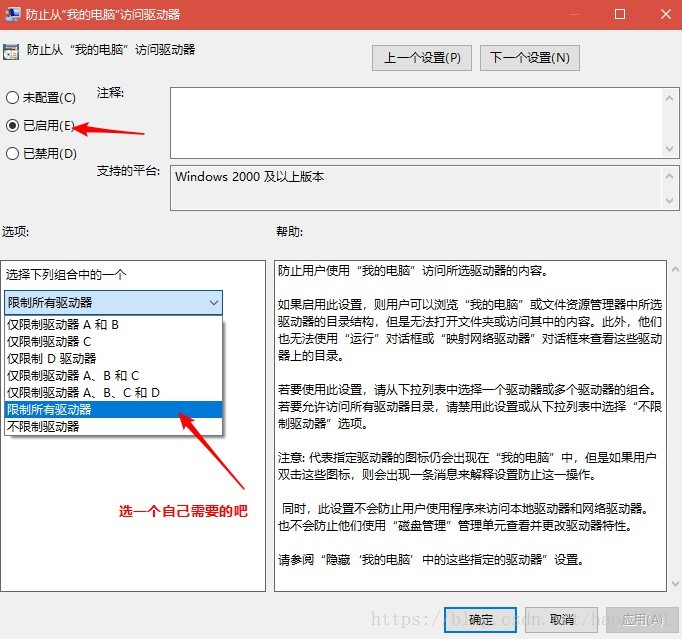 防止从“我的电脑”访问驱动器
防止从“我的电脑”访问驱动器
上一个设置(P)
下一个设置(N)
未配置(C)
注释:
已启用(E)
已禁用(D)
支持的平台:
Windows 2000 及以上版本
选项:
帮助:
选择下列组合中的一个
限制所有驱动器
仅限制驱动器 A 和 B
仅限制驱动器 C
仅限制 D 驱动器
仅限制驱动器 A、B 和 C
仅限制驱动器 A、B、C 和 D
限制所有驱动器
不限制驱动器
选一个自己需要的吧
防止用户使用“我的电脑”访问所选驱动器的内容。
如果启用此设置，则用户可以浏览“我的电脑”或文件资源管理器中所选
驱动器的目录结构，但是无法打开文件夹或访问其中的内容。此外，他们
也无法使用“运行”对话框或“映射网络驱动器”对话框来查看这些驱动
器上的目录。
若要使用此设置，请从下拉列表中选择一个驱动器或多个驱动器的组合。
若要允许访问所有驱动器目录，请禁用此设置或从下拉列表中选择“不限
制驱动器”选项。
注意: 代表指定驱动器的图标仍会出现在“我的电脑”中，但是如果用户
双击这些图标，则会出现一条消息来解释设置防止这一操作。
同时，此设置不会防止用户使用程序来访问本地驱动器和网络驱动器。
也不会防止他们使用“磁盘管理”管理单元查看并更改驱动器特性。
请参阅“隐藏‘我的电脑’中的这些指定的驱动器”设置。
确定
取消
应用(A)